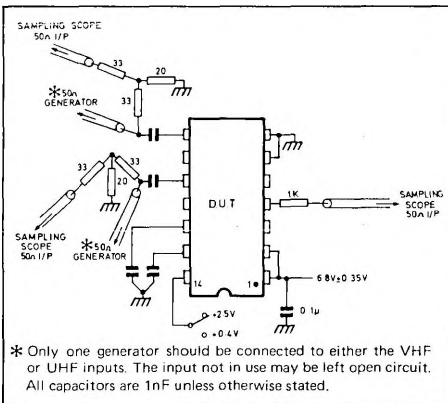 SAMPLING SCOPE
50Ω I/P
33
20
33
✻50Ω
GENERATOR
33
20
SAMPLING
SCOPE
50Ω I/P
✻50Ω
GENERATOR
DUT
1K
SAMPLING
SCOPE
50Ω I/P
14
1
6.8V±0.35V
+2.5V
+0.4V
0.1μ
✻ Only one generator should be connected to either the VHF
or UHF inputs. The input not in use may be left open circuit.
All capacitors are 1nF unless otherwise stated.